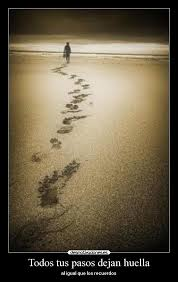 Todos tus pasos dejan huella
al igual que los recuerdos